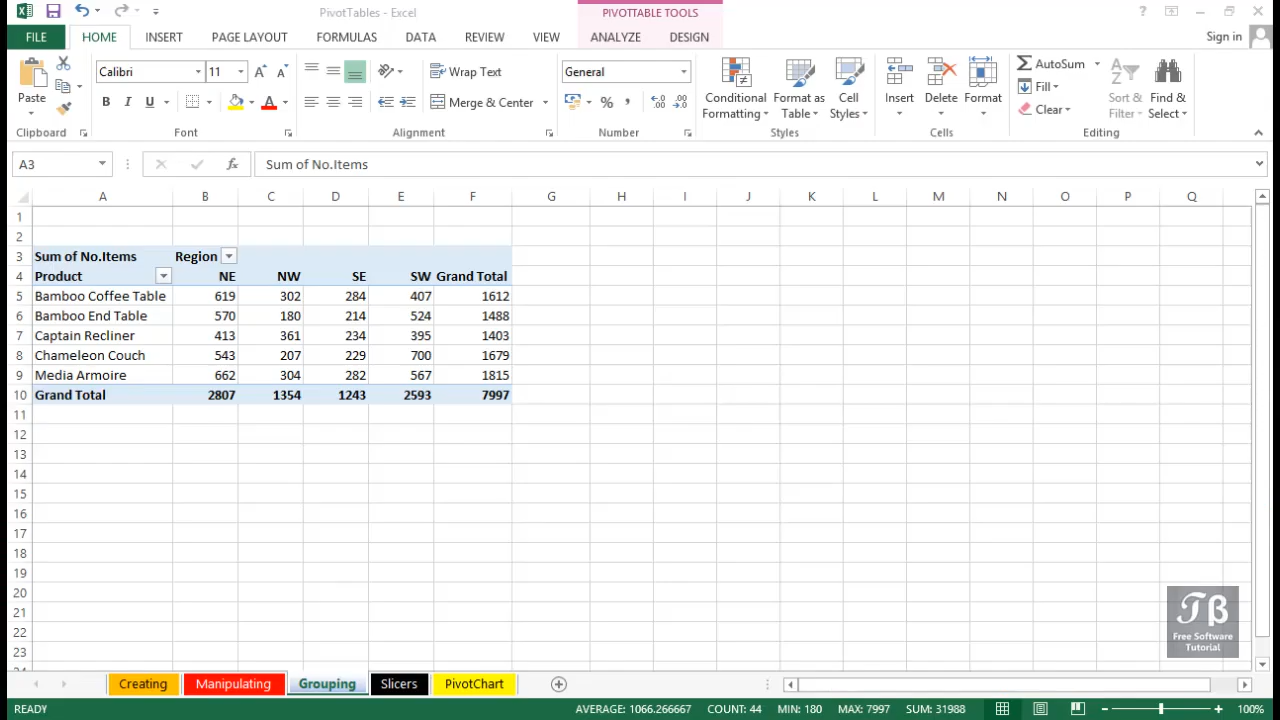 PivotTables - Excel
PIVOTTABLE TOOLS
?
FILE HOME INSERT PAGE LAYOUT FORMULAS DATA REVIEW VIEW ANALYZE DESIGN Sign in
Paste
Clipboard
Calibri 11
A A
B I U A
Font
Wrap Text
Merge & Center
Alignment
General
% , .0 .00 .00 .0
Number
Conditional Formatting
Format as Table
Cell Styles
Styles
Insert Delete Format
Cells
AutoSum
Fill
Clear
Sort & Filter
Find & Select
Editing
A3 fx Sum of No.Items
A B C D E F G H I J K L M N O P Q
1
2
3 Sum of No.Items Region
4 Product NE NW SE SW Grand Total
5 Bamboo Coffee Table 619 302 284 407 1612
6 Bamboo End Table 570 180 214 524 1488
7 Captain Recliner 413 361 234 395 1403
8 Chameleon Couch 543 207 229 700 1679
9 Media Armoire 662 304 282 567 1815
10 Grand Total 2807 1354 1243 2593 7997
11
12
13
14
15
16
17
18
19
20
21
22
23
TB
Free Software
Tutorial
Creating Manipulating Grouping Slicers PivotChart
READY AVERAGE: 1066.266667 COUNT: 44 MIN: 180 MAX: 7997 SUM: 31988 100%